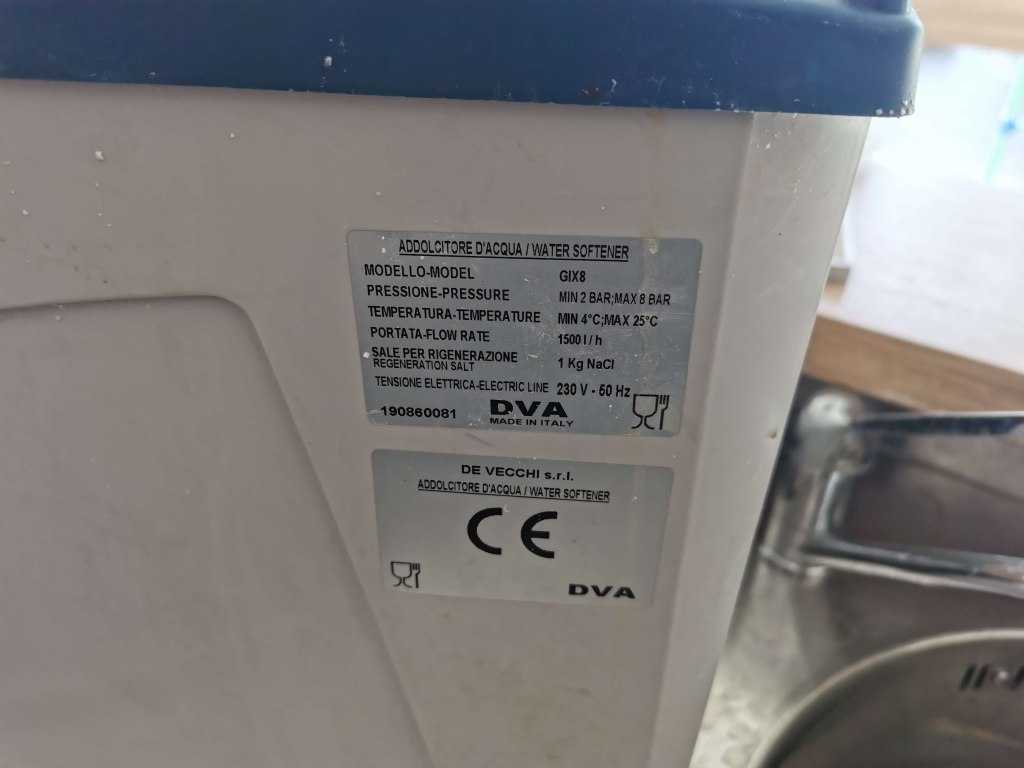 ADDOLCITORE D'ACQUA / WATER SOFTENER
MODELLO-MODEL GIX8
PRESSIONE-PRESSURE MIN 2 BAR;MAX 8 BAR
TEMPERATURA-TEMPERATURE MIN 4°C;MAX 25°C
PORTATA-FLOW RATE 1500 l / h
SALE PER RIGENERAZIONE 1 Kg NaCl
REGENERATION SALT
TENSIONE ELETTRICA-ELECTRIC LINE 230 V - 50 Hz
190860081 DVA
MADE IN ITALY
DE VECCHI s.r.l.
ADDOLCITORE D'ACQUA / WATER SOFTENER
CE
DVA